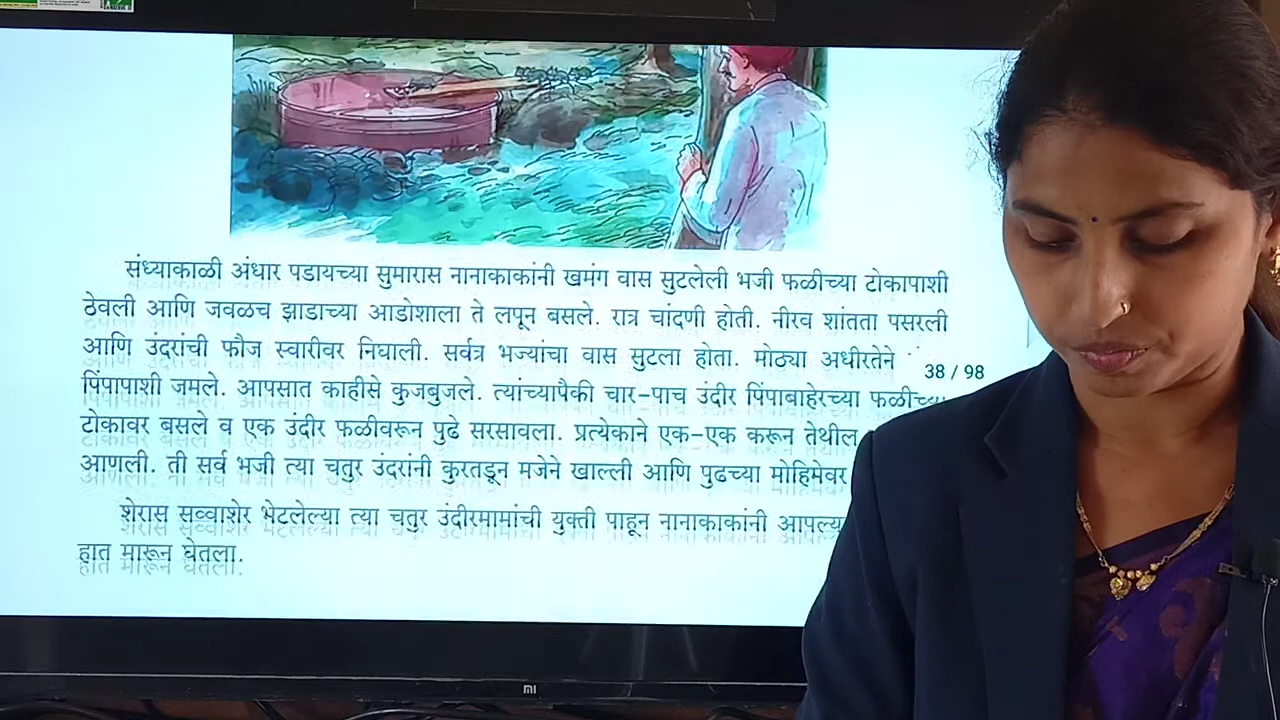 संध्याकाळी अंधार पडायच्या सुमारास नानाकाकांनी खमंग वास सुटलेली भजी फळीच्या टोकापाशी
ठेवली आणि जवळच झाडाच्या आडोशाला ते लपून बसले. रात्र चांदणी होती. नीरव शांतता पसरली
आणि उंदरांची फौज स्वारीवर निघाली. सर्वत्र भज्यांचा वास सुटला होता. मोठ्या अधीरतेने
38 / 98
पिंपापाशी जमले. आपसात काहीसे कुजबुजले. त्यांच्यापैकी चार-पाच उंदीर पिंपाबाहेरच्या फळीच्या
टोकावर बसले व एक उंदीर फळीवरून पुढे सरसावला. प्रत्येकाने एक-एक करून तेथील
आणली. ती सर्व भजी त्या चतुर उंदरांनी कुरतडून मजेने खाल्ली आणि पुढच्या मोहिमेवर
शेरास सव्वाशेर भेटलेल्या त्या चतुर उंदीरमामांची युक्ती पाहून नानाकाकांनी
हात मारून घेतला.
mi